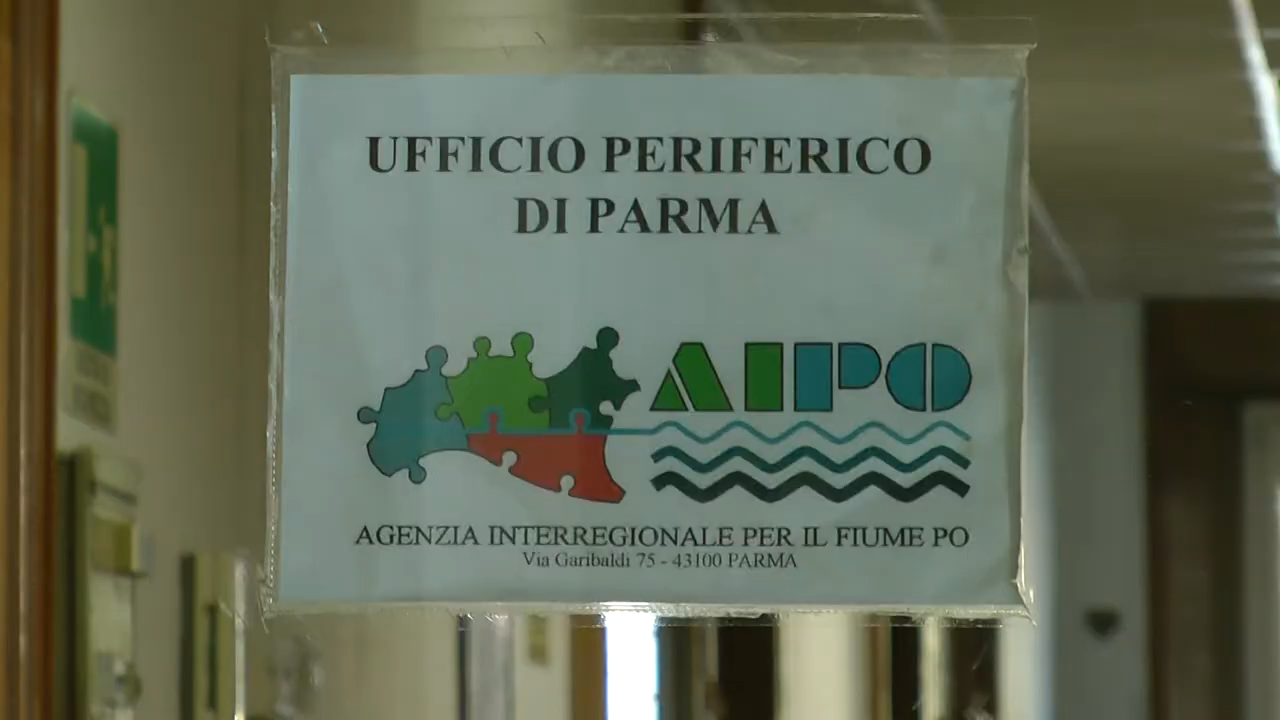 UFFICIO PERIFERICO
DI PARMA
AIPO
AGENZIA INTERREGIONALE PER IL FIUME PO
Via Garibaldi 75 - 43100 PARMA